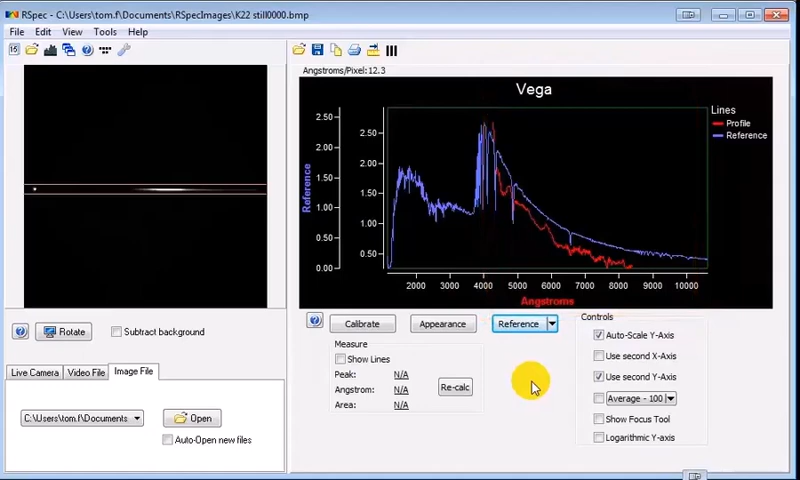 RSpec - C:\Users\tom.f\Documents\RSpecImages\K22 still0000.bmp
File Edit View Tools Help
15
Angstroms/Pixel:12.3
Vega
Lines
Profile
Reference
2.50
2.00
1.50
1.00
0.50
0.00
Reference
2.50
2.00
1.50
1.00
0.50
2000 3000 4000 5000 6000 7000 8000 9000 10000
Angstroms
Rotate
Subtract background
Calibrate
Appearance
Reference
Controls
Auto-Scale Y-Axis
Use second X-Axis
Use second Y-Axis
Average - 100
Show Focus Tool
Logarithmic Y-axis
Measure
Show Lines
Peak: N/A
Angstrom: N/A
Area: N/A
Re-calc
Live Camera Video File Image File
C:\Users\tom.f\Documents
Open
Auto-Open new files